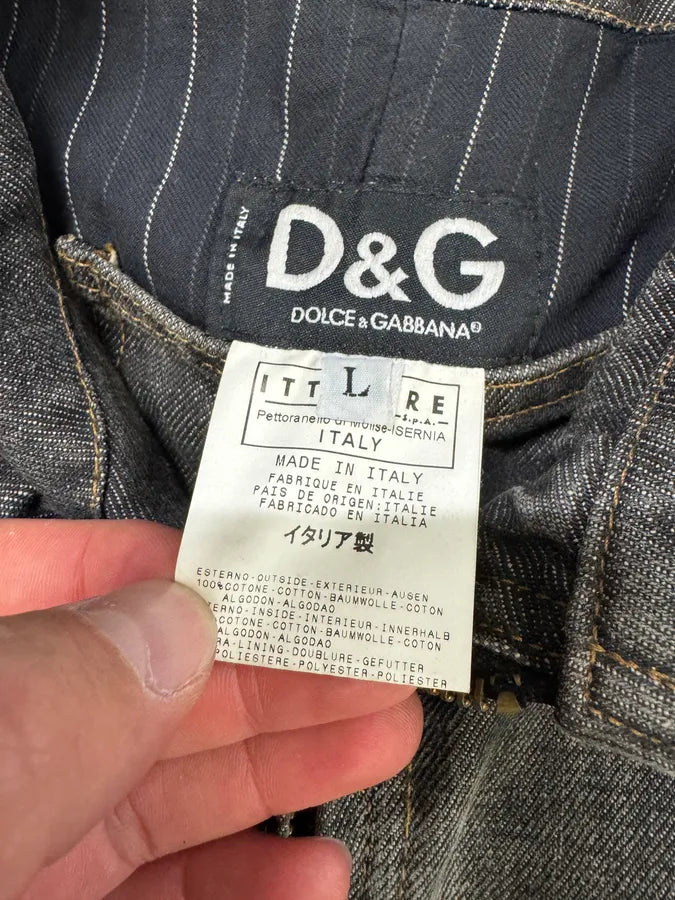 MADE IN ITALY
D&G
DOLCE & GABBANA
L
ITT RE
S.p.A.
Pettoranello di Molise-ISERNIA
ITALY
MADE IN ITALY
FABRIQUE EN ITALIE
PAIS DE ORIGEN:ITALIE
FABRICADO EN ITALIA
イタリア製
ESTERNO-OUTSIDE-EXTERIEUR-AUSEN
100%COTONE-COTTON-BAUMWOLLE-COTON
ALGODON-ALGODAO
TERNO-INSIDE-INTERIEUR-INNERHALB
COTONE-COTTON-BAUMWOLLE-COTON
ALGODON-ALGODAO
RA-LINING-DOUBLURE-GEFUTTER
POLIESTERE-POLYESTER-POLYESTER